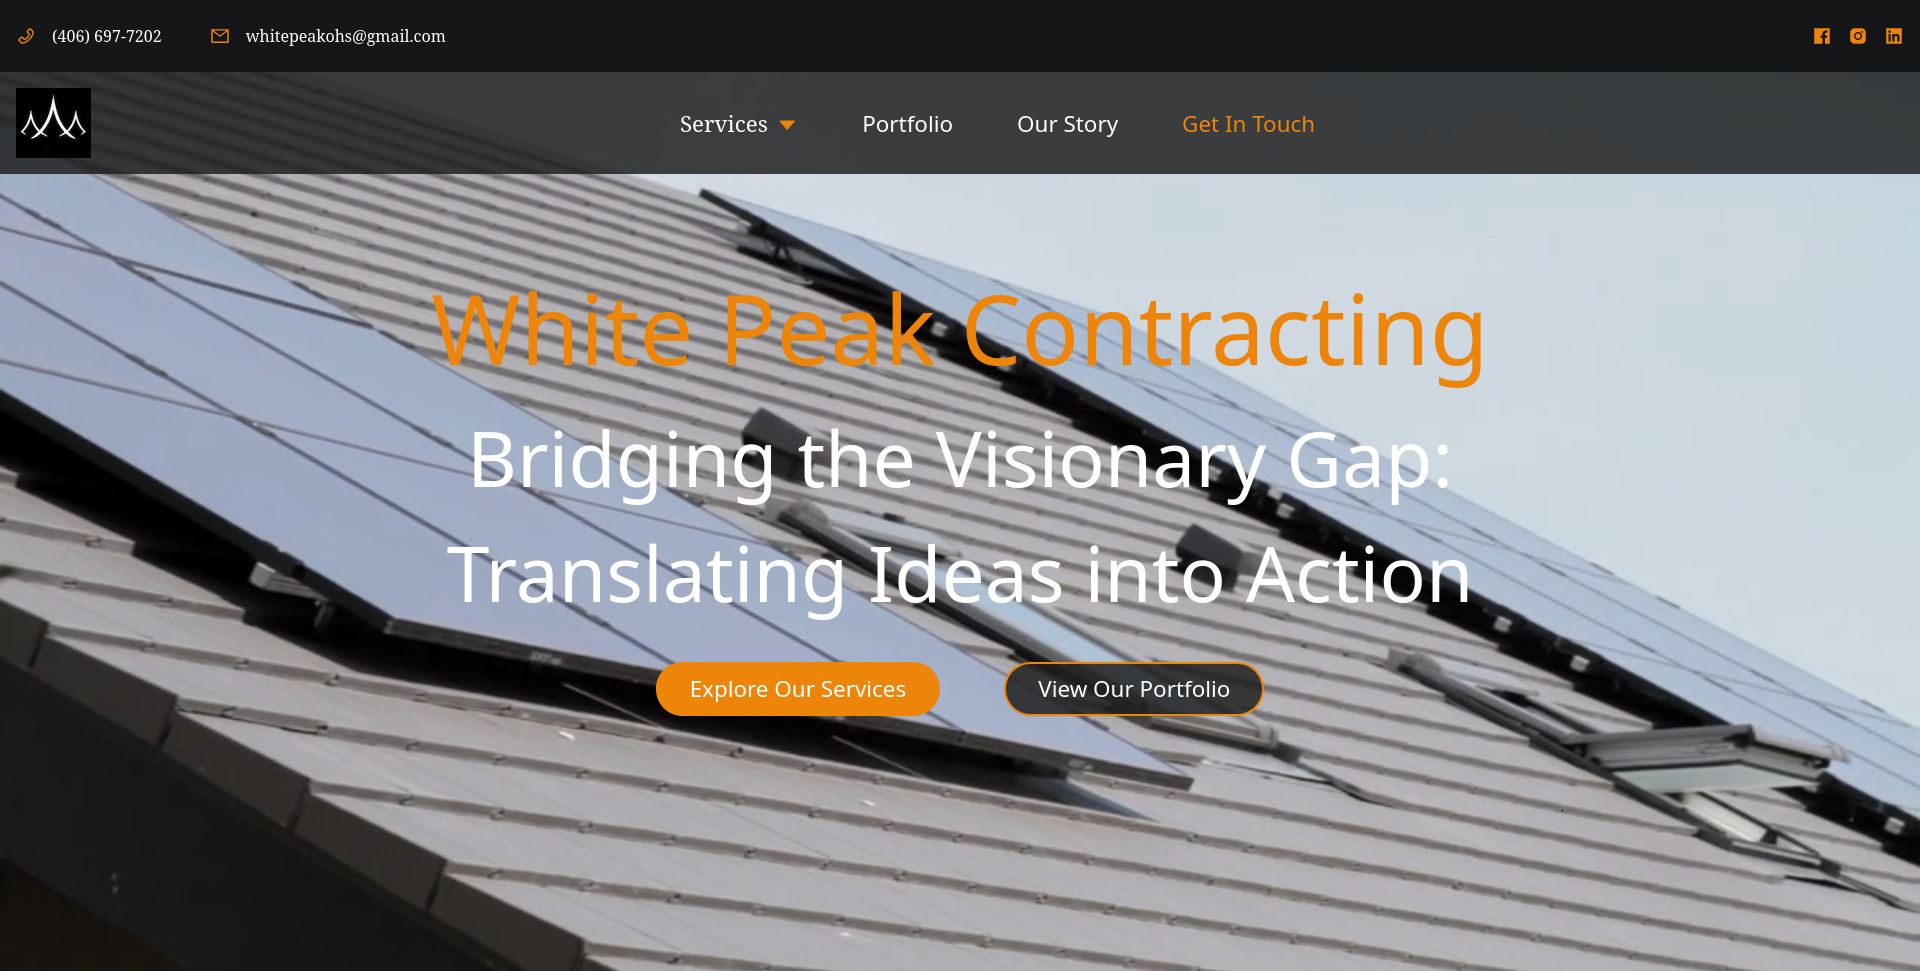 (406) 697-7202
whitepeakohs@gmail.com
Services
Portfolio
Our Story
Get In Touch
White Peak Contracting
Bridging the Visionary Gap:
Translating Ideas into Action
Explore Our Services
View Our Portfolio